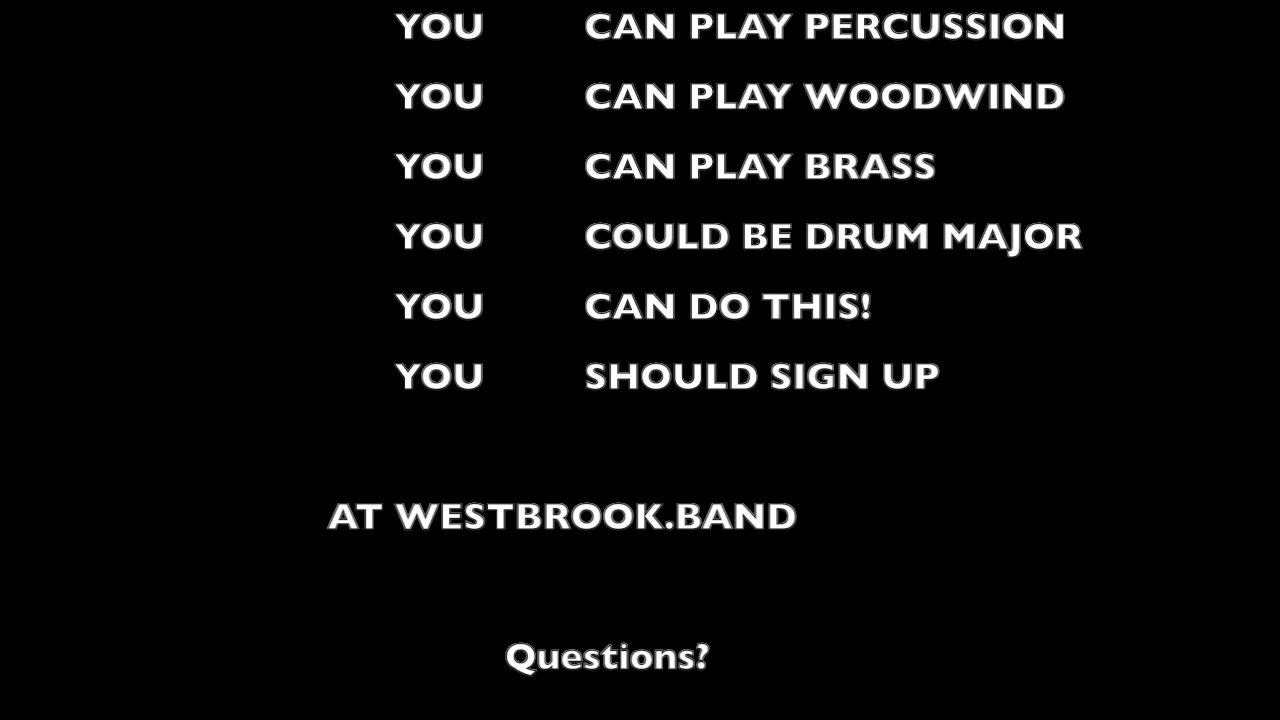 YOU CAN PLAY PERCUSSION
YOU CAN PLAY WOODWIND
YOU CAN PLAY BRASS
YOU COULD BE DRUM MAJOR
YOU CAN DO THIS!
YOU SHOULD SIGN UP
AT WESTBROOK.BAND
Questions?